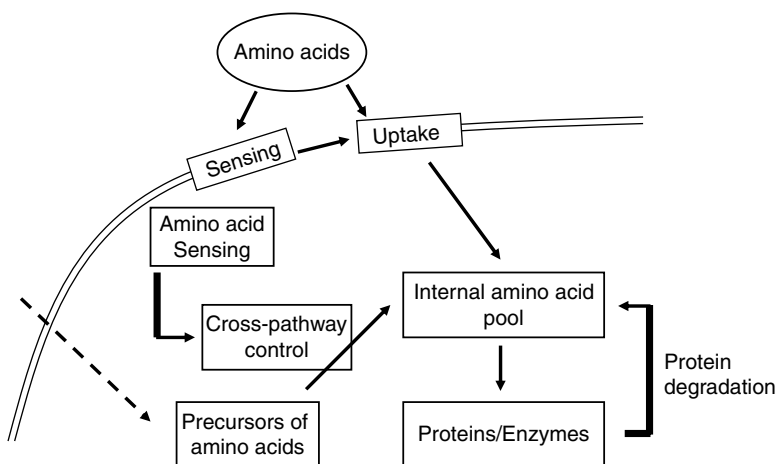 Amino acids
Sensing
Uptake
Amino acid
Sensing
Internal amino acid
pool
Cross-pathway
control
Protein
degradation
Precursors of
amino acids
Proteins/Enzymes